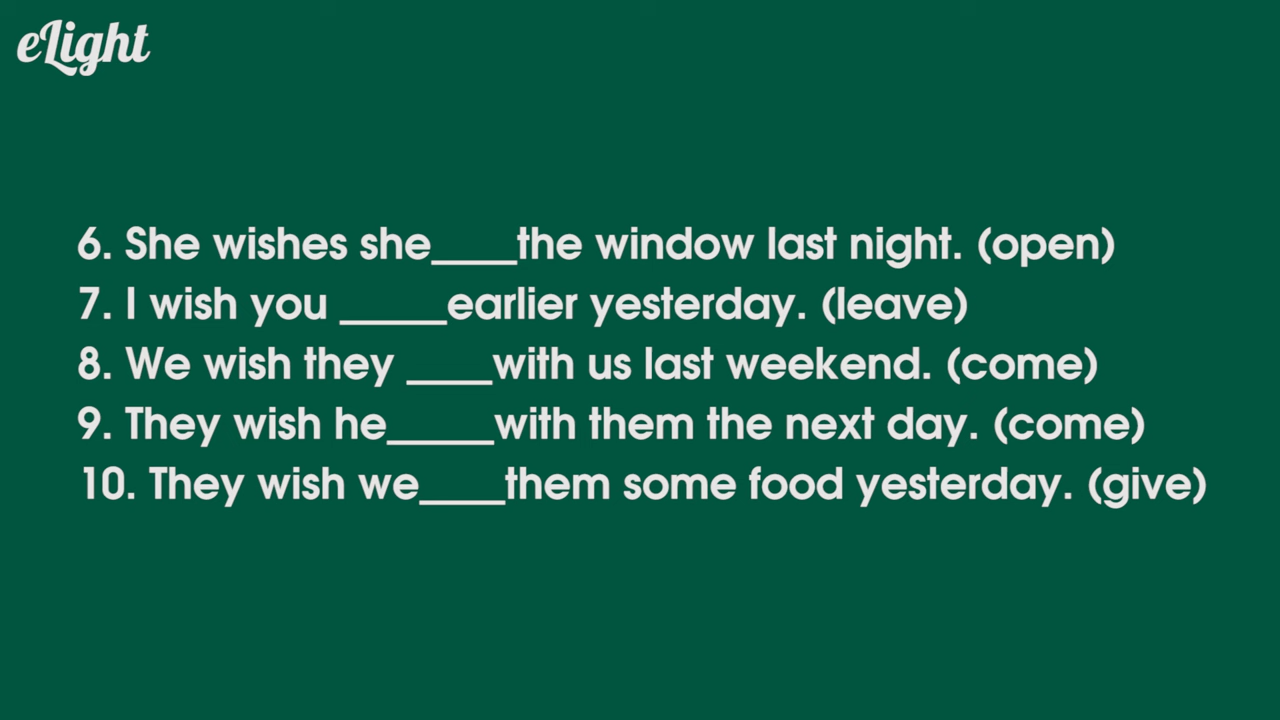 eLight
6. She wishes she____the window last night. (open)
7. I wish you _____earlier yesterday. (leave)
8. We wish they ____with us last weekend. (come)
9. They wish he_____with them the next day. (come)
10. They wish we____them some food yesterday. (give)